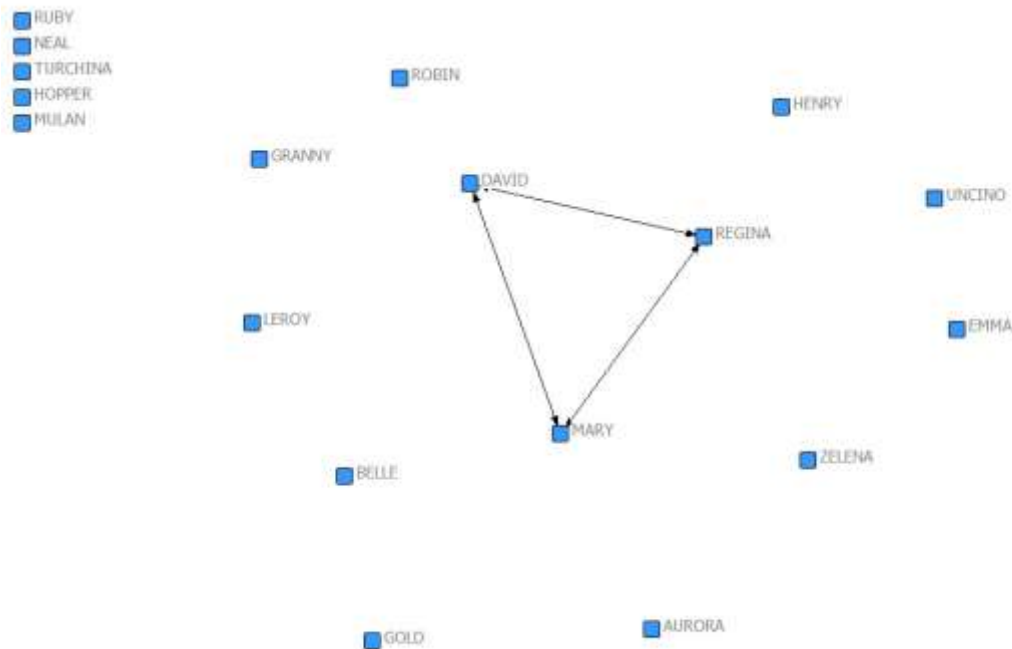 RUBY
NEAL
TURCHINA
HOPPER
MULAN
ROBIN
HENRY
GRANNY
DAVID
UNCINO
REGINA
LEROY
EMMA
MARY
ZELENA
BELLE
AURORA
GOLD